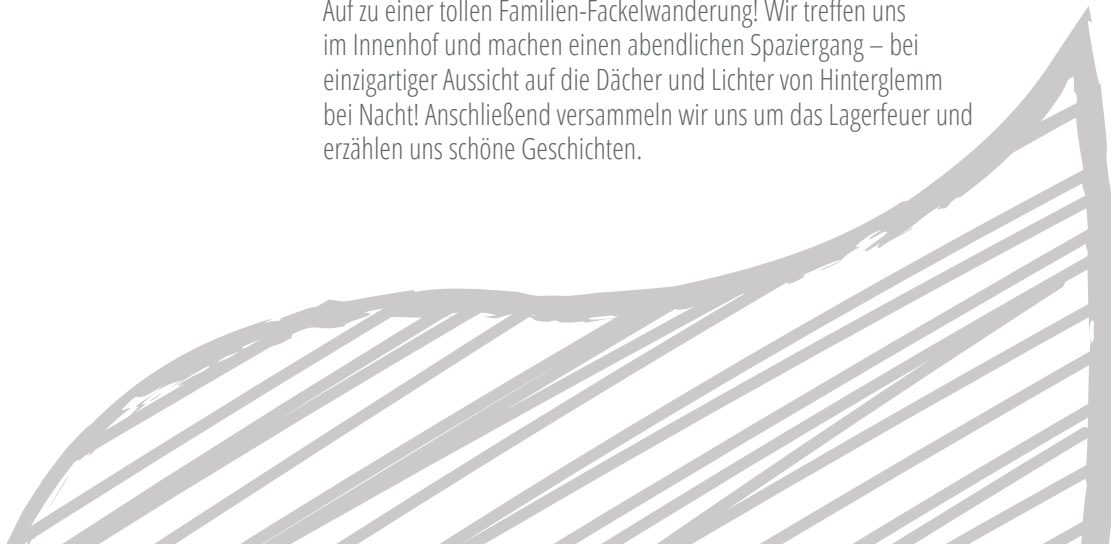 Auf zu einer tollen Familien-Fackelwanderung! Wir treffen uns
im Innenhof und machen einen abendlichen Spaziergang – bei
einzigartiger Aussicht auf die Dächer und Lichter von Hinterglemm
bei Nacht! Anschließend versammeln wir uns um das Lagerfeuer und
erzählen uns schöne Geschichten.